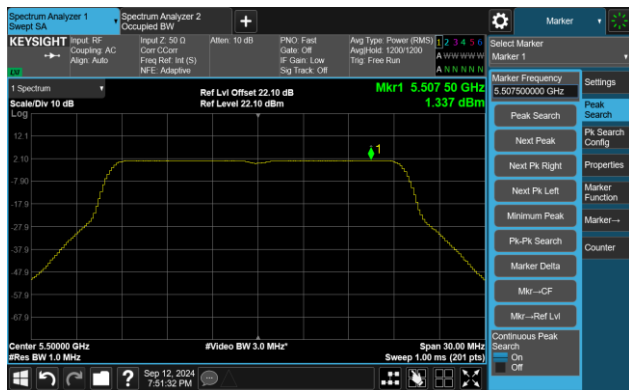 Spectrum Analyzer 1
Swept SA
Spectrum Analyzer 2
Occupied BW
Marker
KEYSIGHT
Input: RF
Coupling: AC
Align: Auto
Input Z: 50 Ω
Corr CCorr
Freq Ref: Int (S)
NFE: Adaptive
Atten: 10 dB
PNO: Fast
Gate: Off
IF Gain: Low
Sig Track: Off
Avg Type: Power (RMS)
Avg|Hold: 1200/1200
Trig: Free Run
1 2 3 4 5 6
A W W W W W
A N N N N N
Select Marker
Marker 1
1 Spectrum
Scale/Div 10 dB
Log
Ref Lvl Offset 22.10 dB
Ref Level 22.10 dBm
Mkr1 5.507 50 GHz
1.337 dBm
12.1
2.10
-7.90
-17.9
-27.9
-37.9
-47.9
-57.9
-67.9
1
Center 5.50000 GHz
#Res BW 1.0 MHz
#Video BW 3.0 MHz*
Span 30.00 MHz
Sweep 1.00 ms (201 pts)
Marker Frequency
5.507500000 GHz
Peak Search
Next Peak
Next Pk Right
Next Pk Left
Minimum Peak
Pk-Pk Search
Marker Delta
Mkr→CF
Mkr→Ref Lvl
Continuous Peak
Search
On
Off
Settings
Peak
Search
Pk Search
Config
Properties
Marker
Function
Marker→
Counter
?
Sep 12, 2024
7:51:32 PM